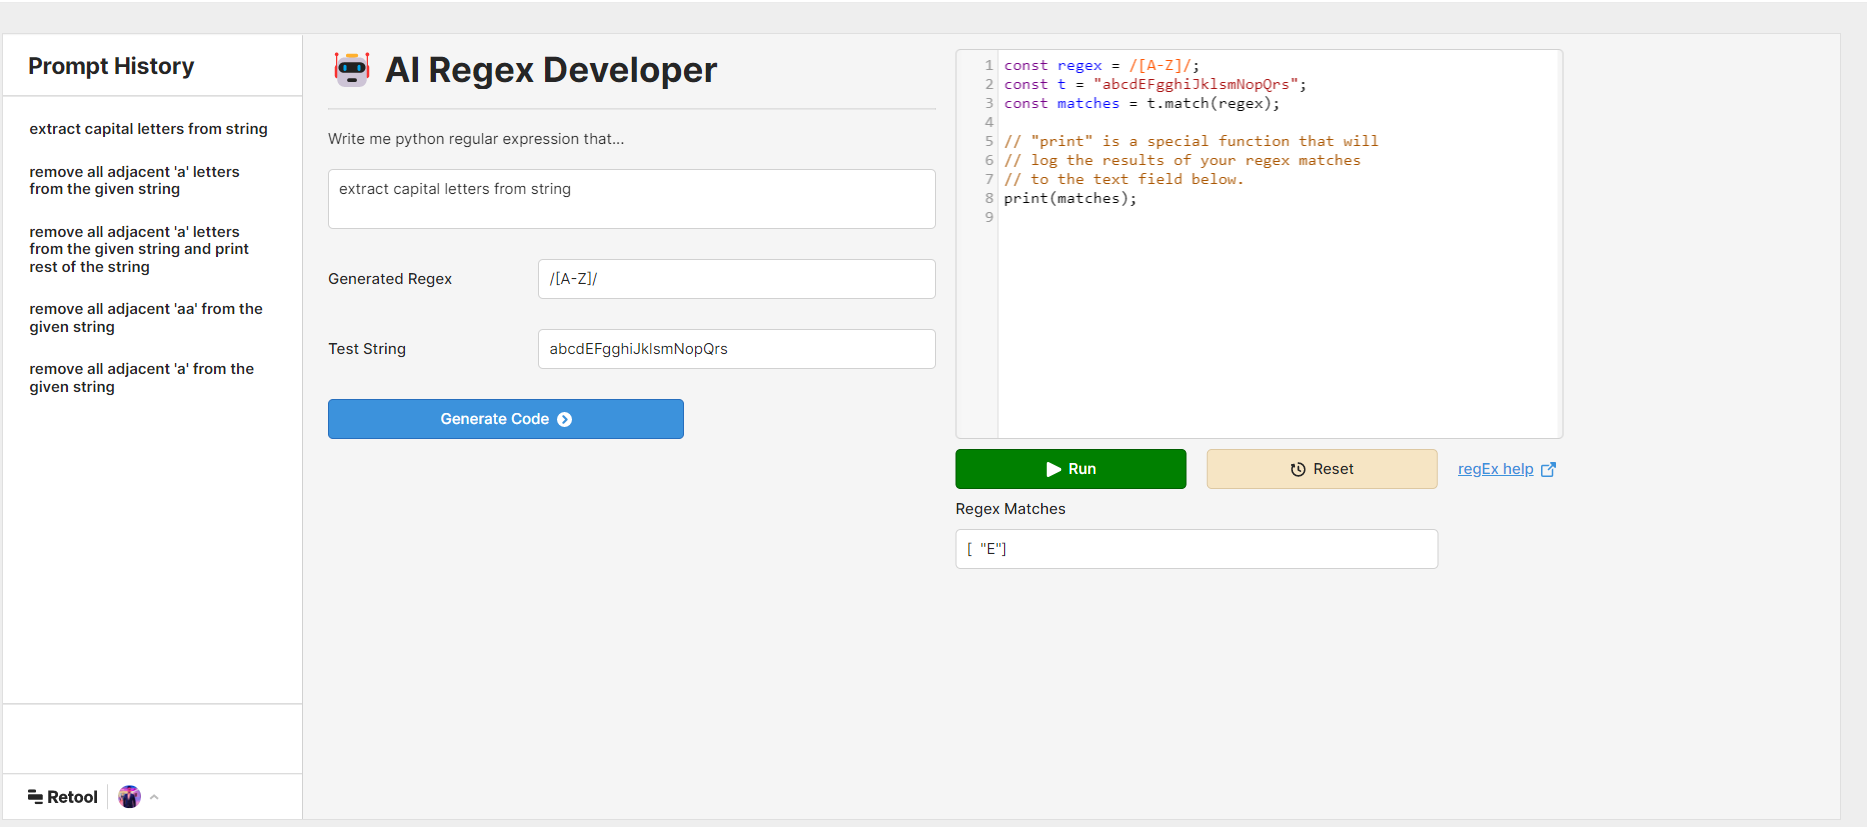 Prompt History
extract capital letters from string
remove all adjacent 'a' letters
from the given string
remove all adjacent 'a' letters
from the given string and print
rest of the string
remove all adjacent 'aa' from the
given string
remove all adjacent 'a' from the
given string
Retool
AI Regex Developer
Write me python regular expression that...
extract capital letters from string
Generated Regex
/[A-Z]/
Test String
abcdEFgghiJklsmNopQrs
Generate Code
1 const regex = /[A-Z]/;
2 const t = "abcdEFgghiJklsmNopQrs";
3 const matches = t.match(regex);
4
5 // "print" is a special function that will
6 // log the results of your regex matches
7 // to the text field below.
8 print(matches);
9
Run
Reset
regEx help
Regex Matches
[ "E"]